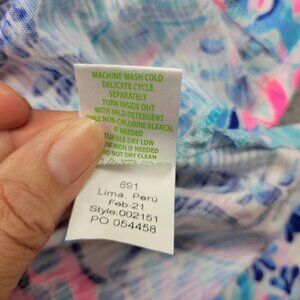 MACHINE WASH COLD
DELICATE CYCLE
SEPARATELY
TURN INSIDE OUT
WITH MILD DETERGENT
ONLY NON-CHLORINE BLEACH,
IF NEEDED
TUMBLE DRY LOW
IRON IF NEEDED
DO NOT DRY CLEAN
691
Lima, Perú
Feb-21
Style:002151
PO 054458